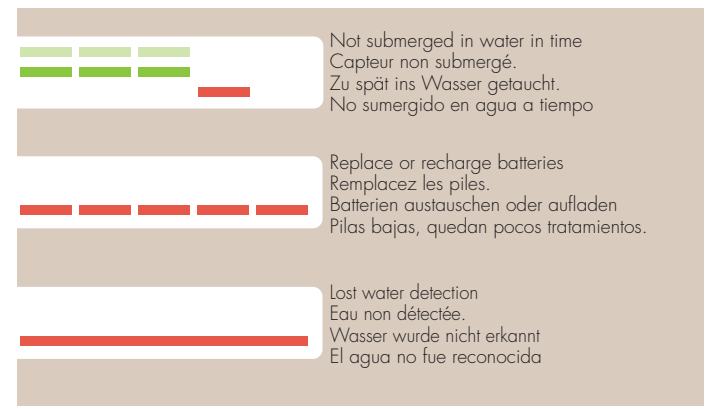 Not submerged in water in time
Capteur non submergé.
Zu spät ins Wasser getaucht.
No sumergido en agua a tiempo
Replace or recharge batteries
Remplacez les piles.
Batterien austauschen oder aufladen
Pilas bajas, quedan pocos tratamientos.
Lost water detection
Eau non détectée.
Wasser wurde nicht erkannt
El agua no fue reconocida